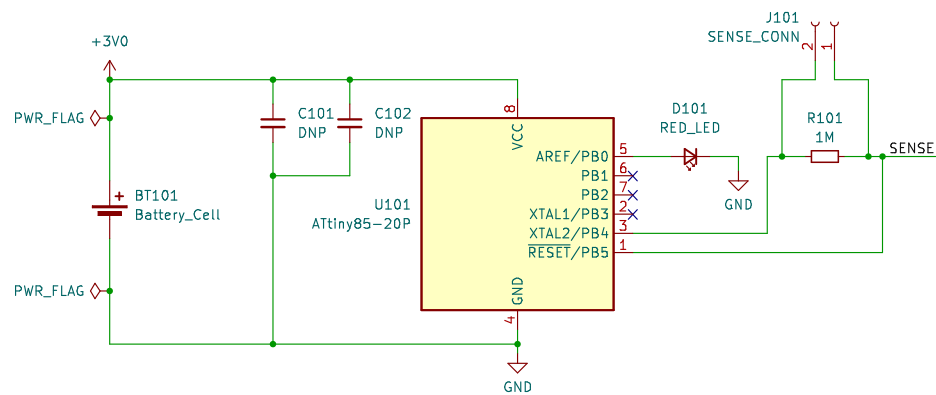 J101
SENSE_CONN
2
1
+3V0
PWR_FLAG
C101
DNP
C102
DNP
8
VCC
D101
RED_LED
R101
1M
SENSE
AREF/PB0
5
PB1
6
PB2
7
XTAL1/PB3
2
XTAL2/PB4
3
RESET/PB5
1
GND
BT101
Battery_Cell
+
U101
ATtiny85-20P
PWR_FLAG
GND
4
GND